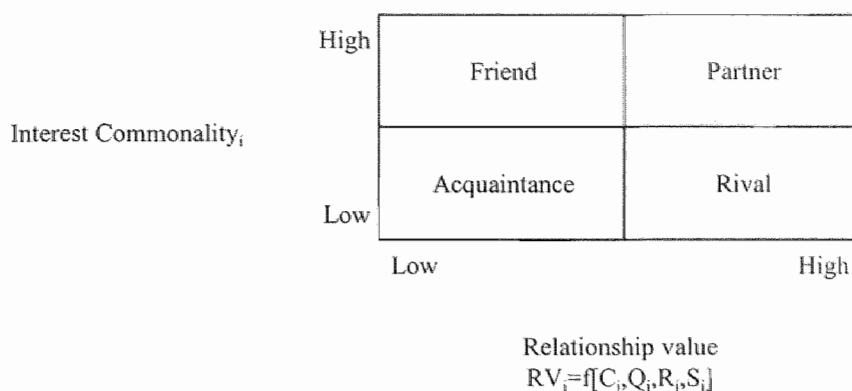 High
Friend Partner
Interest Commonalityᵢ
Acquaintance Rival
Low
Low High
Relationship value
RVᵢ=f[Cᵢ,Qᵢ,Rᵢ,Sᵢ]